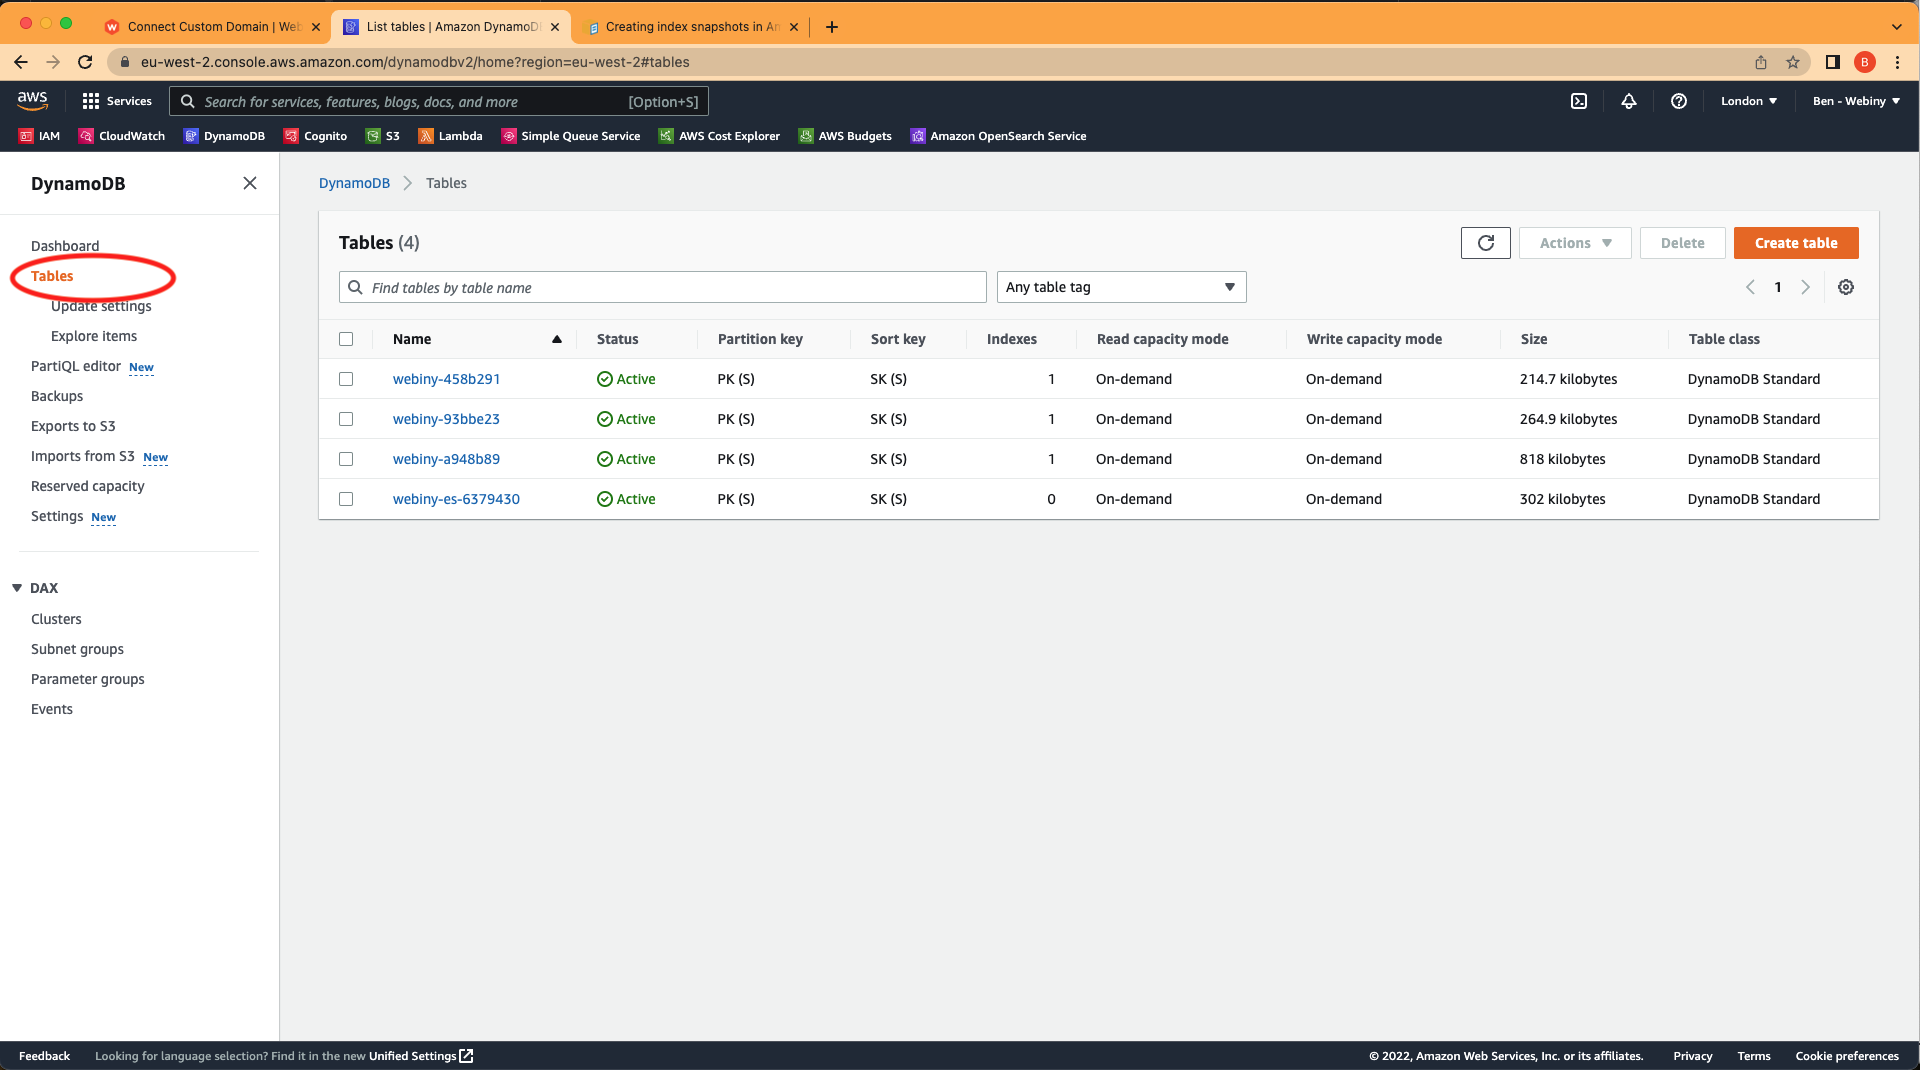 Connect Custom Domain | Web
List tables | Amazon DynamoD
Creating index snapshots in Am
eu-west-2.console.aws.amazon.com/dynamodbv2/home?region=eu-west-2#tables
B
aws
Services
Search for services, features, blogs, docs, and more
[Option+S]
London
Ben - Webiny
IAM CloudWatch DynamoDB Cognito S3 Lambda Simple Queue Service AWS Cost Explorer AWS Budgets Amazon OpenSearch Service
DynamoDB
Dashboard
Tables
Update settings
Explore items
PartiQL editor New
Backups
Exports to S3
Imports from S3 New
Reserved capacity
Settings New
DAX
Clusters
Subnet groups
Parameter groups
Events
DynamoDB > Tables
Tables (4)
Actions
Delete
Create table
Find tables by table name
Any table tag
1
Name Status Partition key Sort key Indexes Read capacity mode Write capacity mode Size Table class
webiny-458b291 Active PK (S) SK (S) 1 On-demand On-demand 214.7 kilobytes DynamoDB Standard
webiny-93bbe23 Active PK (S) SK (S) 1 On-demand On-demand 264.9 kilobytes DynamoDB Standard
webiny-a948b89 Active PK (S) SK (S) 1 On-demand On-demand 818 kilobytes DynamoDB Standard
webiny-es-6379430 Active PK (S) SK (S) 0 On-demand On-demand 302 kilobytes DynamoDB Standard
Feedback
Looking for language selection? Find it in the new Unified Settings
© 2022, Amazon Web Services, Inc. or its affiliates.
Privacy
Terms
Cookie preferences